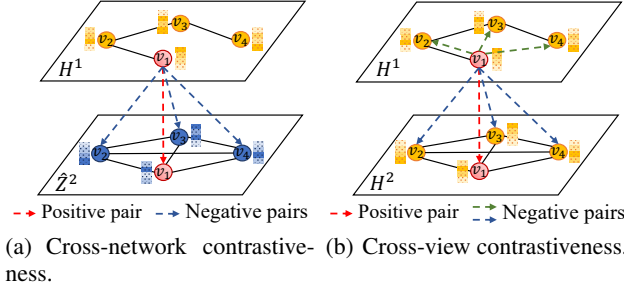 v₂ v₃ v₄
v₁
H¹
v₃
v₂ v₄
v₁
Ẑ²
Positive pair Negative pairs
(a) Cross-network contrastive-
ness.
v₃
v₂ v₄
v₁
H¹
v₃
v₂ v₄
v₁
H²
Positive pair Negative pairs
(b) Cross-view contrastiveness.